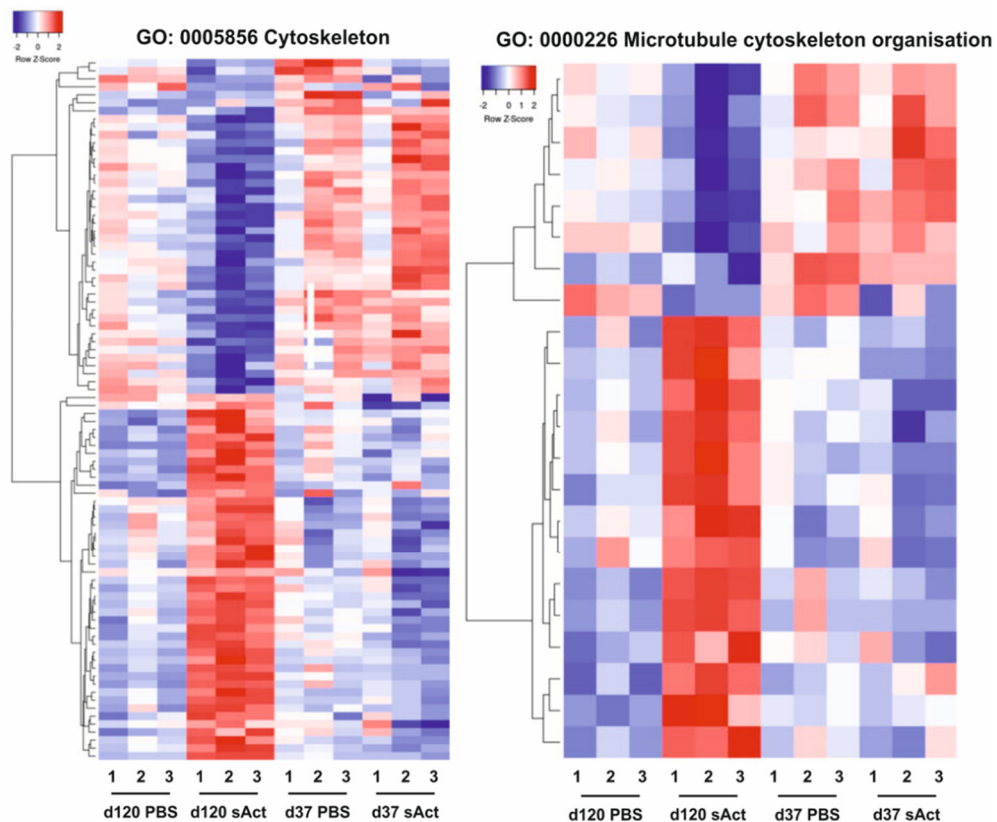 GO: 0005856 Cytoskeleton
-2 0 2
Row Z-Score
1 2 3 1 2 3 1 2 3 1 2 3
d120 PBS d120 sAct d37 PBS d37 sAct
GO: 0000226 Microtubule cytoskeleton organisation
-2 0 1 2
Row Z-Score
1 2 3 1 2 3 1 2 3 1 2 3
d120 PBS d120 sAct d37 PBS d37 sAct